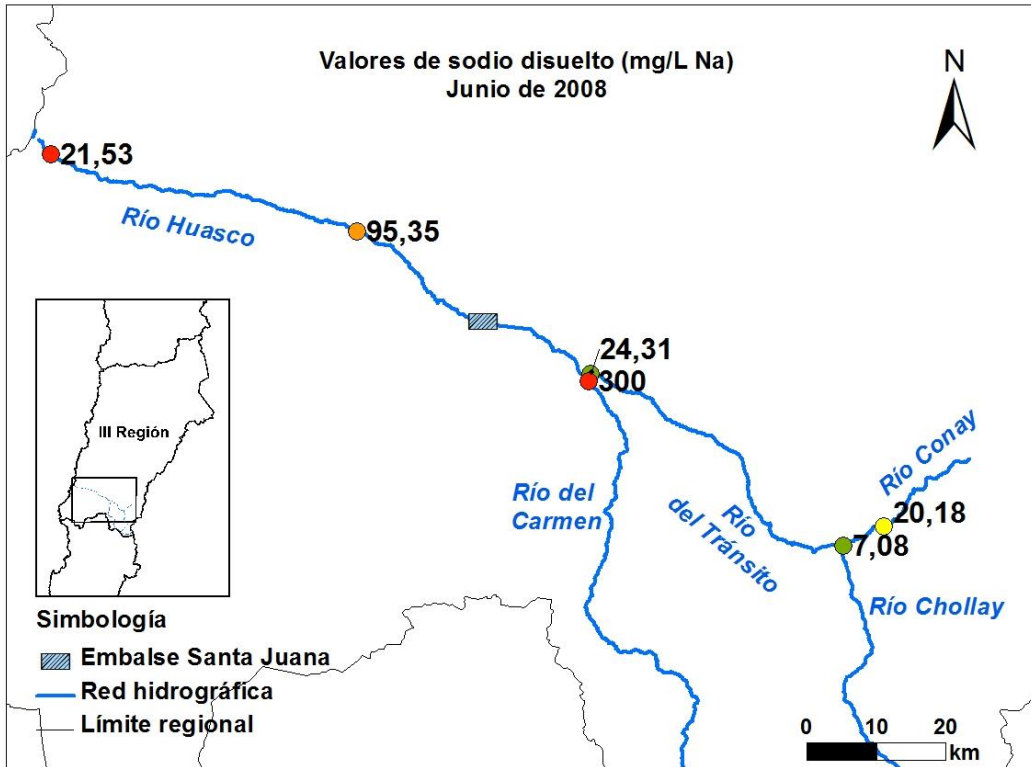 Valores de sodio disuelto (mg/L Na)
Junio de 2008
N
21,53
Río Huasco
95,35
24,31
300
Río Conay
20,18
7,08
Río del
Carmen
Río
del Tránsito
Río Chollay
III Región
Simbología
Embalse Santa Juana
Red hidrográfica
Límite regional
0 10 20
km